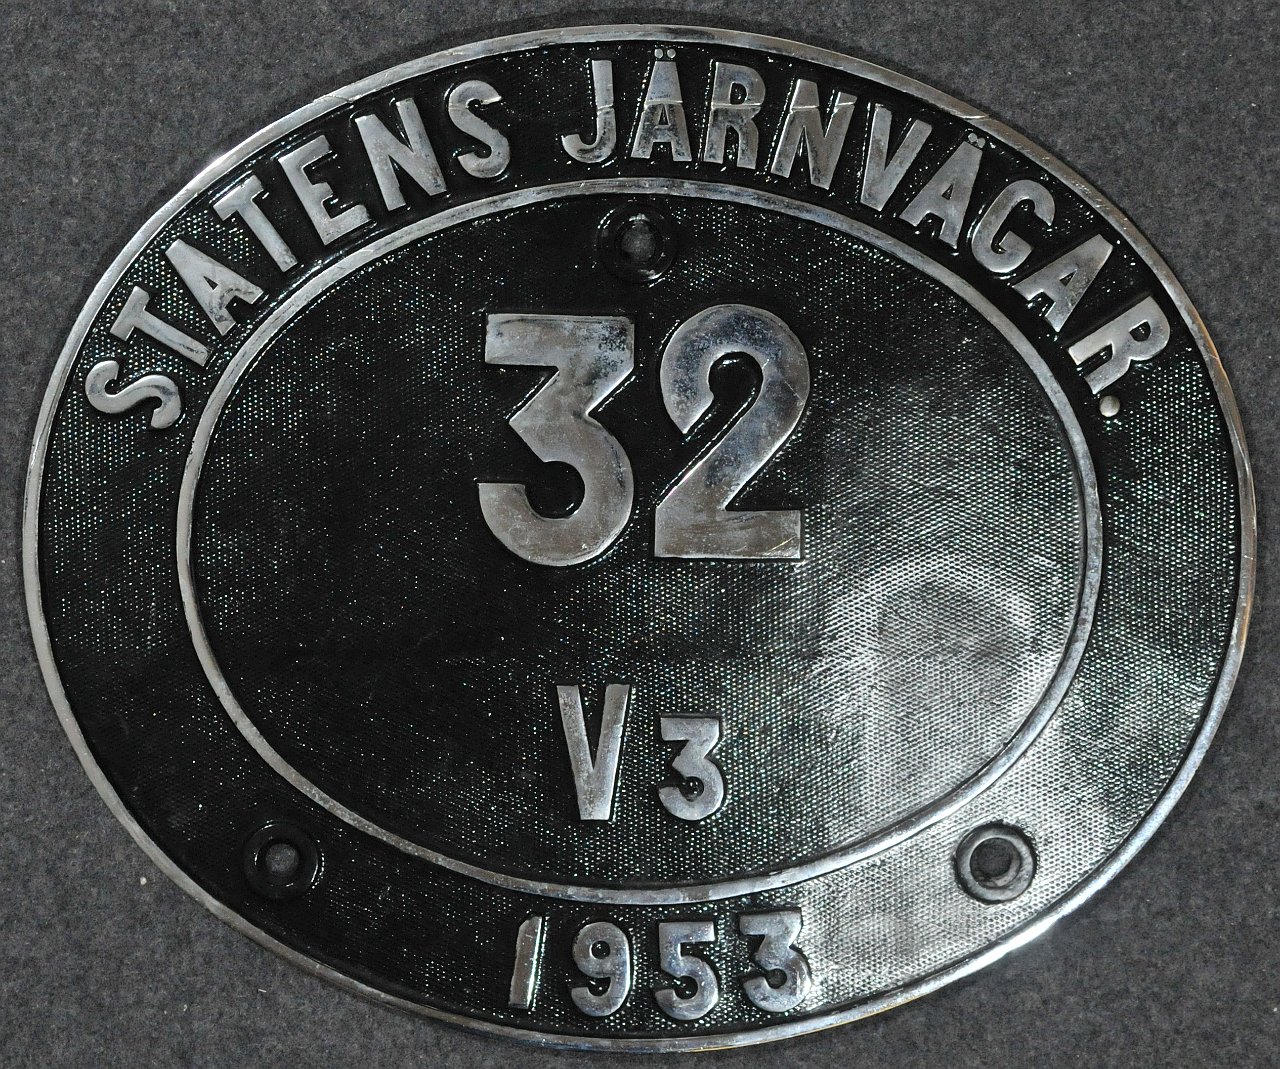 STATENS JÄRNVÄGAR.
32
V3
1953